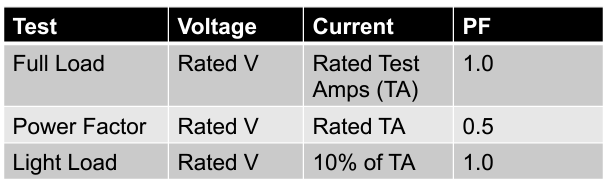 Test Voltage Current PF
Full Load Rated V Rated Test Amps (TA) 1.0
Power Factor Rated V Rated TA 0.5
Light Load Rated V 10% of TA 1.0